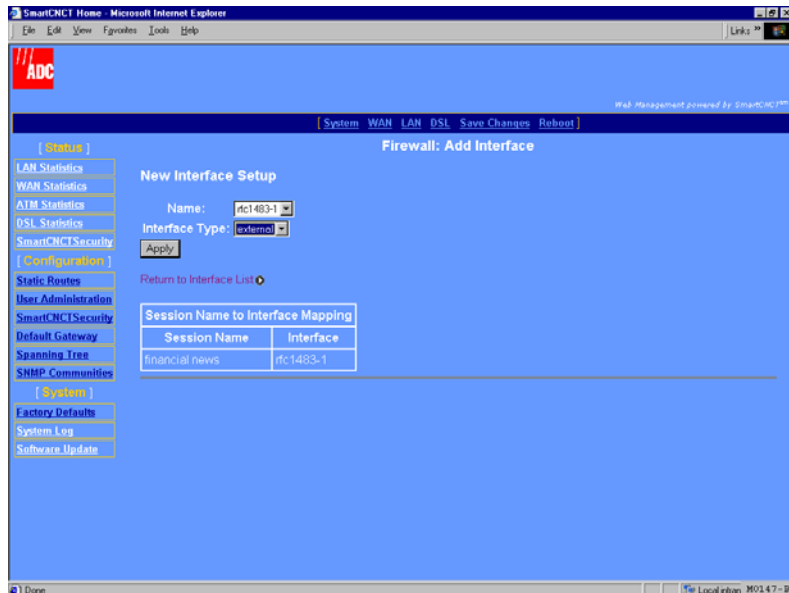 SmartCNCT Home - Microsoft Internet Explorer
File Edit View Favorites Tools Help
Links »
ADC
Web Management powered by SmartCNCT™
[ System WAN LAN DSL Save Changes Reboot ]
[ Status ]
LAN Statistics
WAN Statistics
ATM Statistics
DSL Statistics
SmartCNCTSecurity
[ Configuration ]
Static Routes
User Administration
SmartCNCTSecurity
Default Gateway
Spanning Tree
SNMP Communities
[ System ]
Factory Defaults
System Log
Software Update
Firewall: Add Interface
New Interface Setup
Name: rfc1483-1
Interface Type: external
Apply
Return to Interface List
Session Name to Interface Mapping
Session Name Interface
financial news rfc1483-1
Done
Local intran